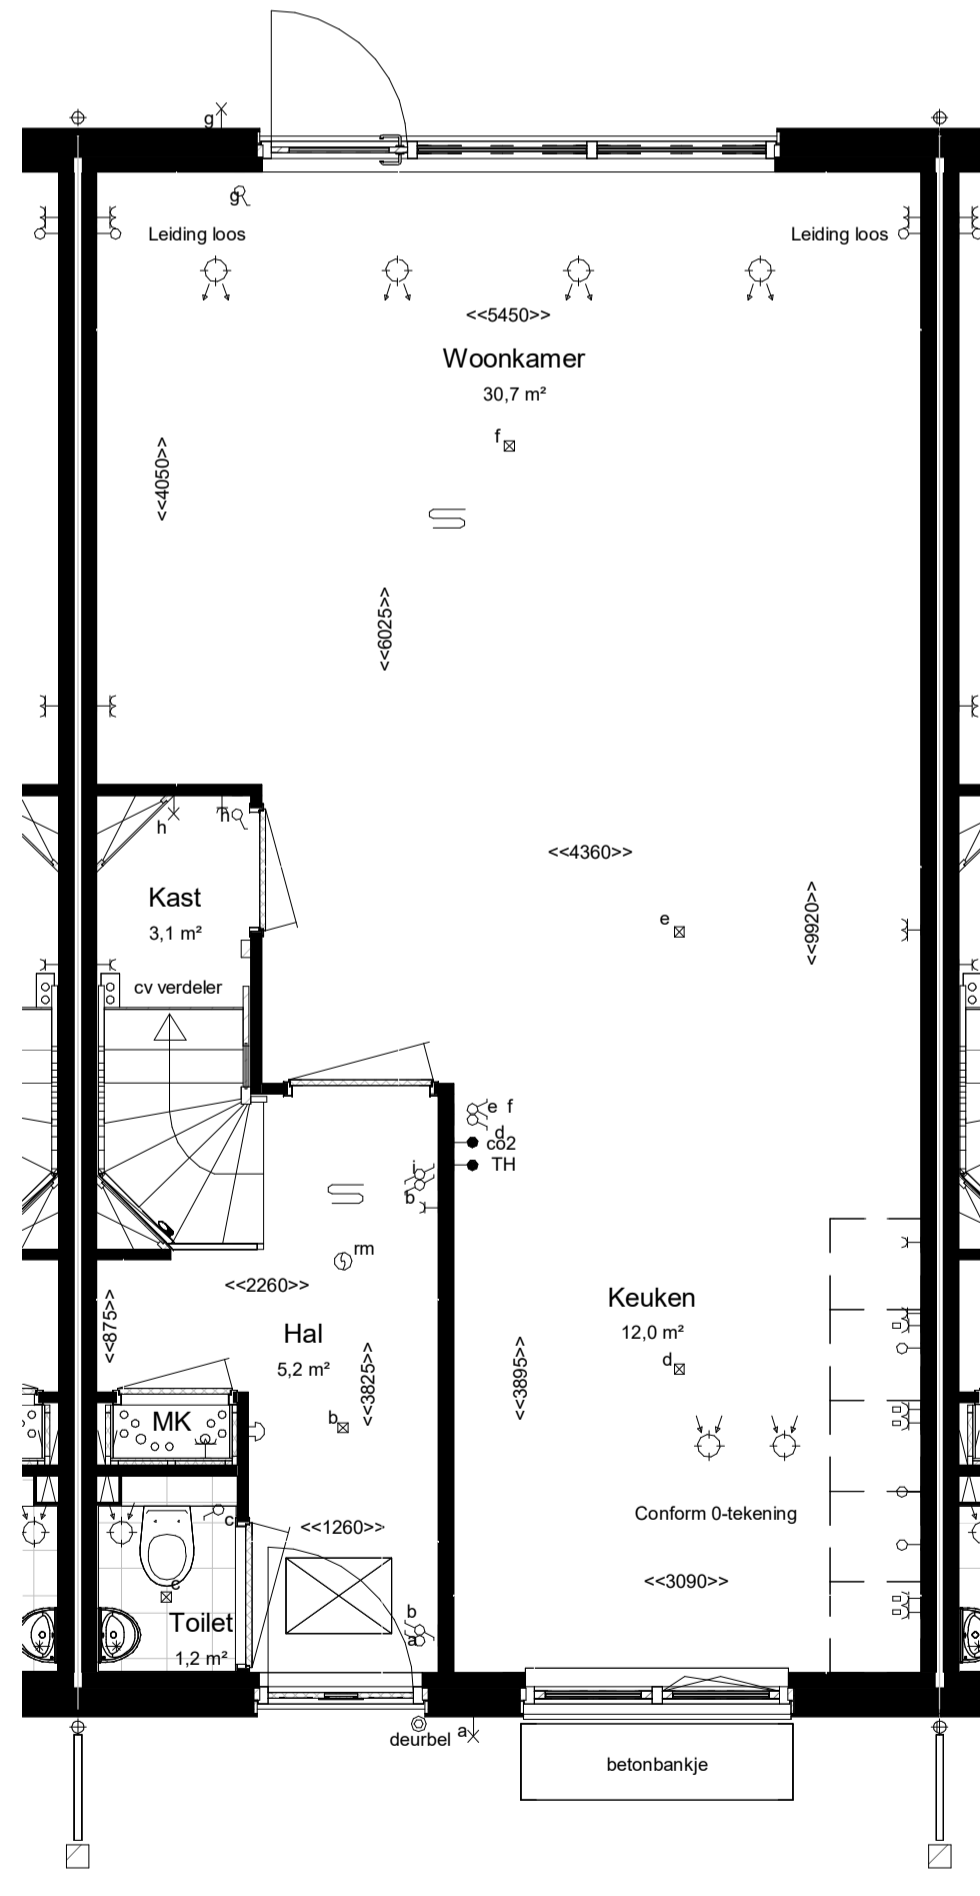 g
g
Leiding loos
Leiding loos
<<5450>>
Woonkamer
30,7 m²
f
<<4050>>
<<6025>>
h
h
<<4360>>
Kast
3,1 m²
e
<<9920>>
cv verdeler
e f
d
co2
TH
i
b
rm
<<2260>>
<<875>>
Hal
5,2 m²
<<3825>>
Keuken
12,0 m²
d
<<3895>>
MK
b
c
<<1260>>
Conform 0-tekening
<<3090>>
c
Toilet
1,2 m²
b
a
deurbel
a
betonbankje